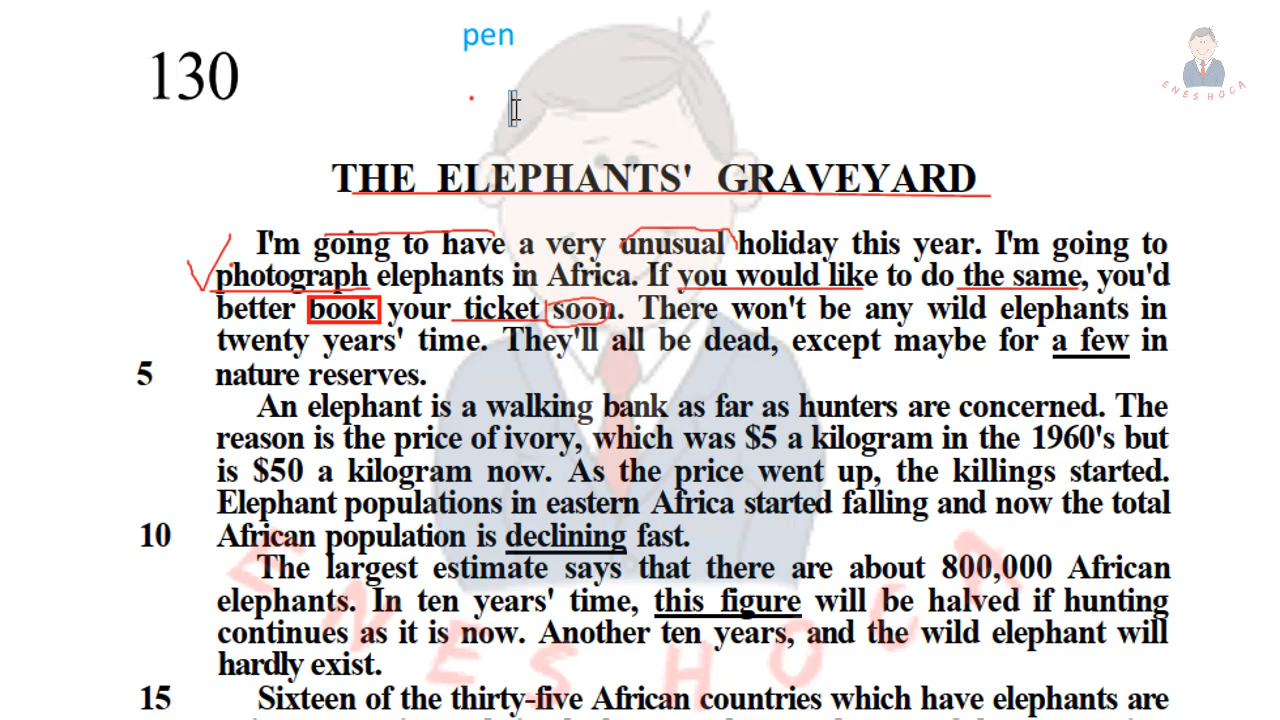 pen
130
ENES HOCA
THE ELEPHANTS' GRAVEYARD
I'm going to have a very unusual holiday this year. I'm going to
photograph elephants in Africa. If you would like to do the same, you'd
better book your ticket soon. There won't be any wild elephants in
twenty years' time. They'll all be dead, except maybe for a few in
5 nature reserves.
An elephant is a walking bank as far as hunters are concerned. The
reason is the price of ivory, which was $5 a kilogram in the 1960's but
is $50 a kilogram now. As the price went up, the killings started.
Elephant populations in eastern Africa started falling and now the total
10 African population is declining fast.
The largest estimate says that there are about 800,000 African
elephants. In ten years' time, this figure will be halved if hunting
continues as it is now. Another ten years, and the wild elephant will
hardly exist.
15 Sixteen of the thirty-five African countries which have elephants are
ENES HOCA